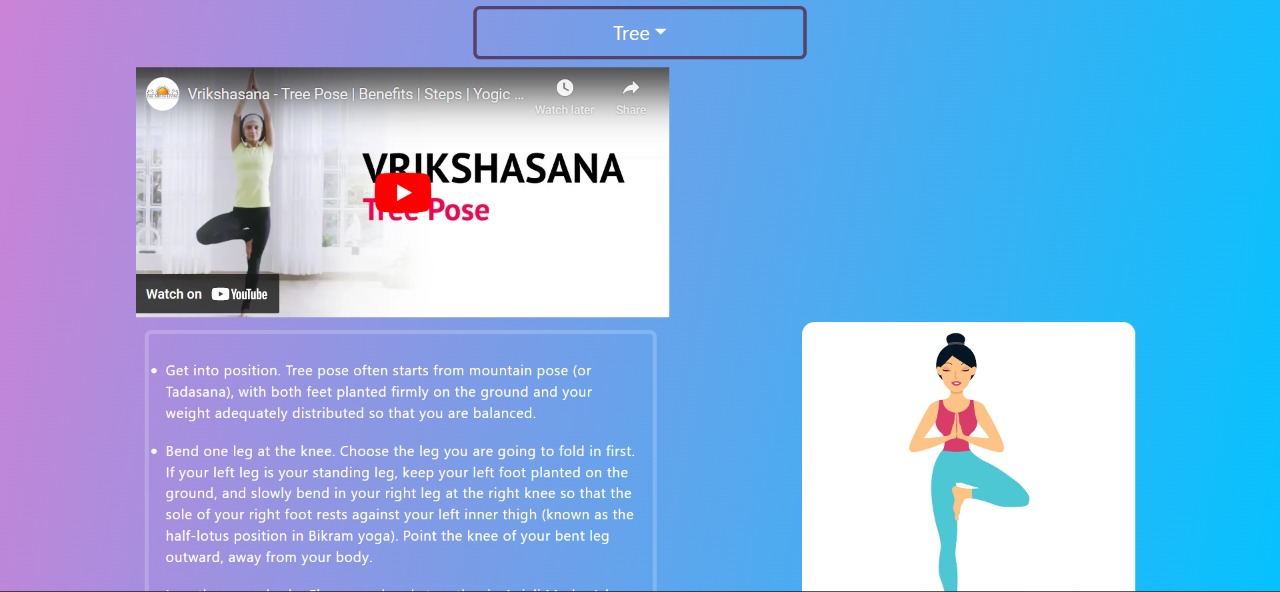 Tree
Vrikshasana - Tree Pose | Benefits | Steps | Yogic ...
Watch later
Share
VRIKSHASANA
Tree Pose
Watch on YouTube
Get into position. Tree pose often starts from mountain pose (or
Tadasana), with both feet planted firmly on the ground and your
weight adequately distributed so that you are balanced.
Bend one leg at the knee. Choose the leg you are going to fold in first.
If your left leg is your standing leg, keep your left foot planted on the
ground, and slowly bend in your right leg at the right knee so that the
sole of your right foot rests against your left inner thigh (known as the
half-lotus position in Bikram yoga). Point the knee of your bent leg
outward, away from your body.